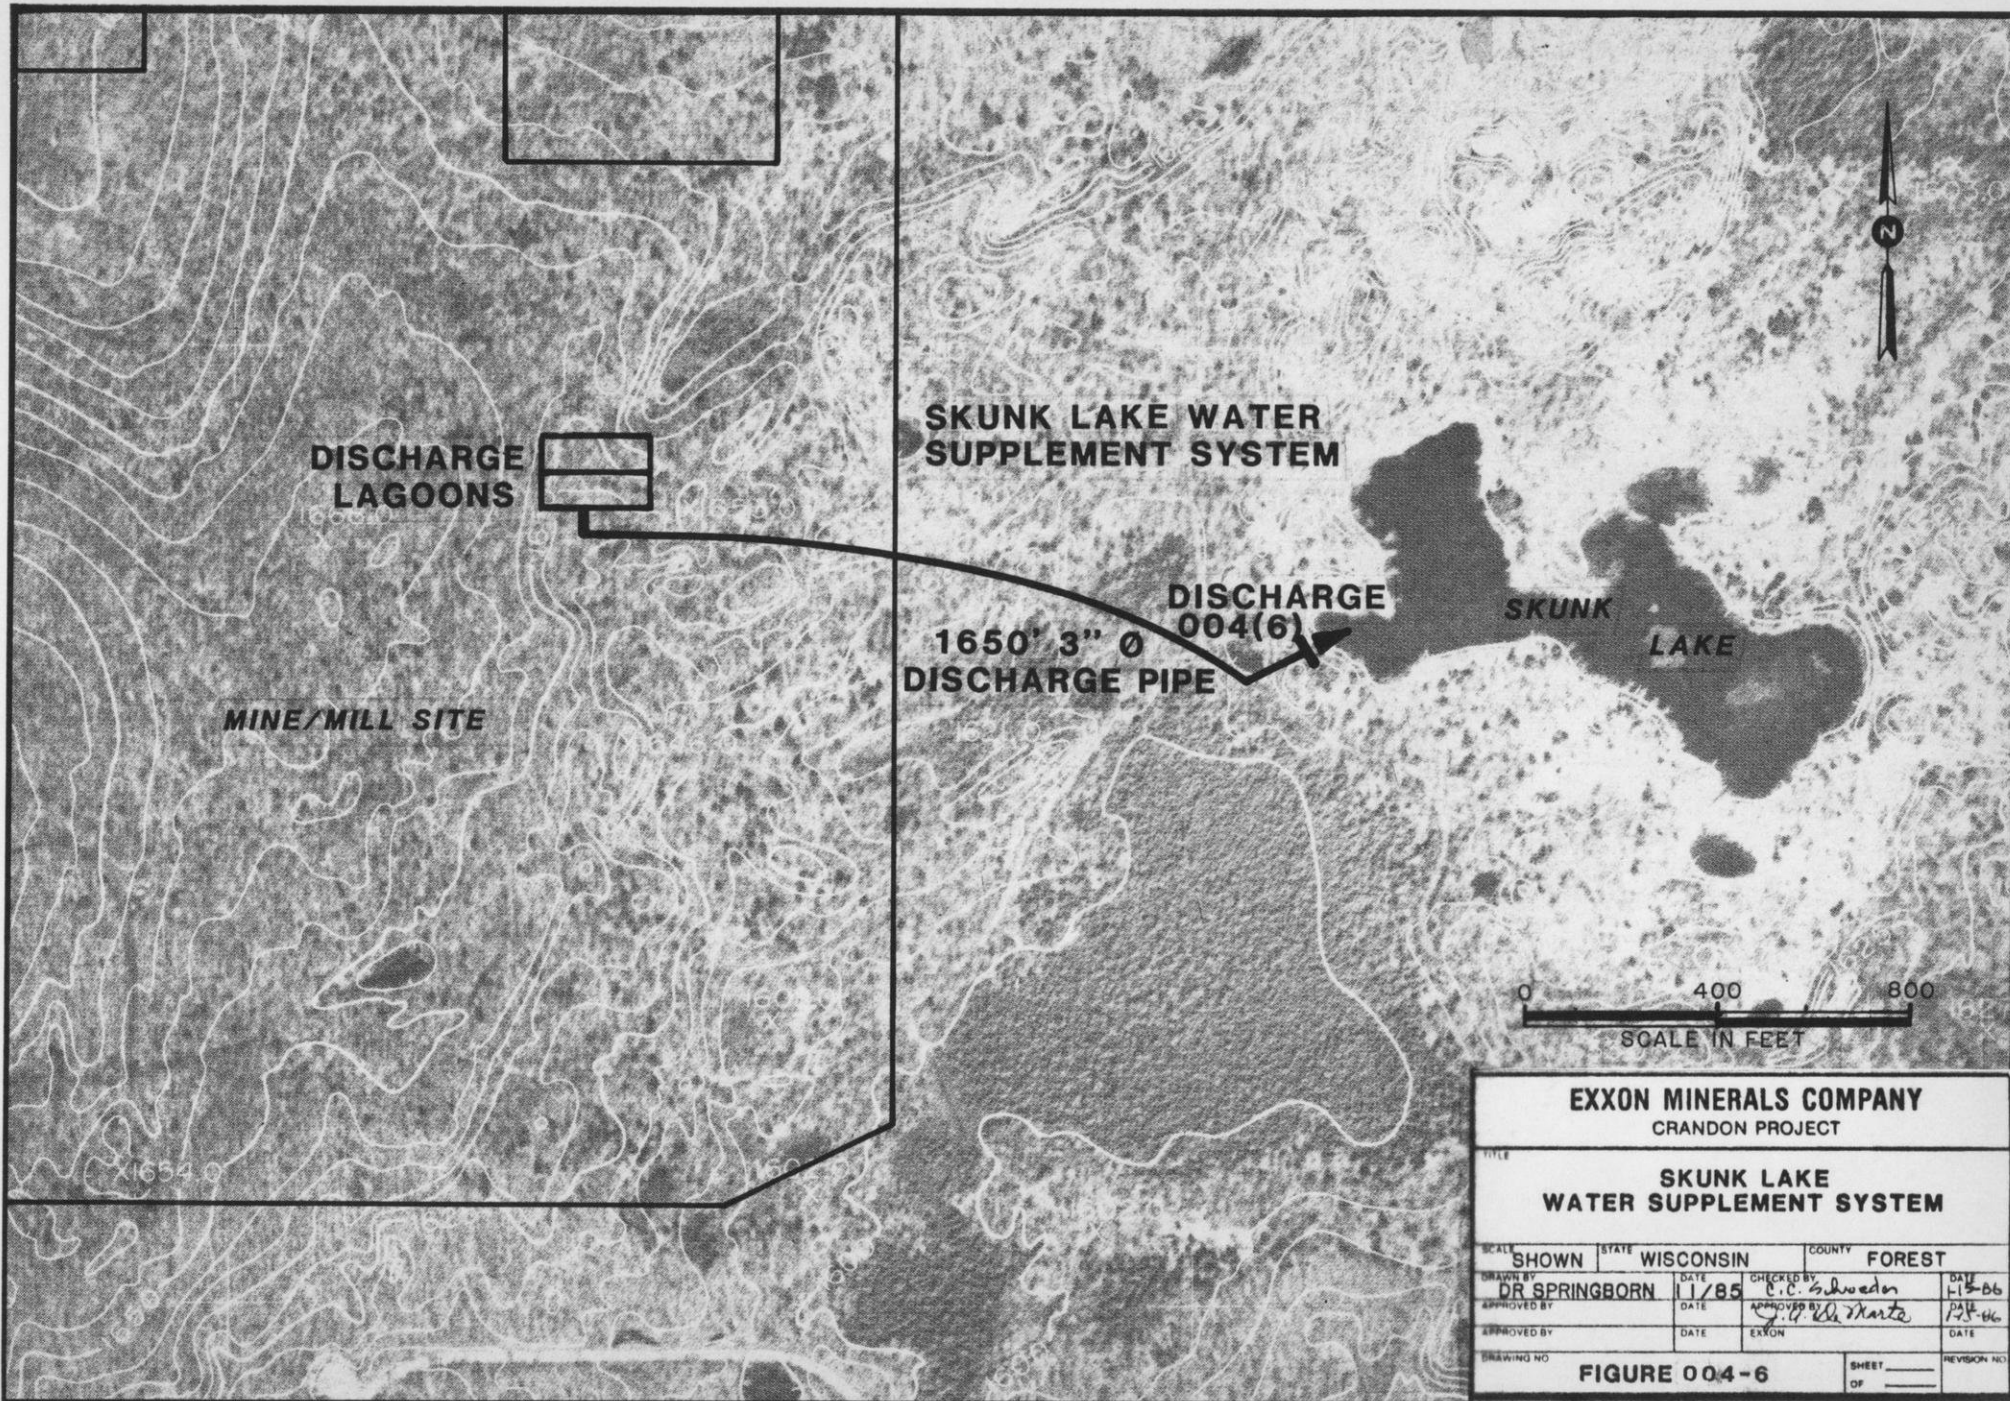 DISCHARGE
LAGOONS
SKUNK LAKE WATER
SUPPLEMENT SYSTEM
N
DISCHARGE
004(6)
1650' 3" Ø
DISCHARGE PIPE
SKUNK
LAKE
MINE/MILL SITE
X1654.0
0 400 800
SCALE IN FEET
EXXON MINERALS COMPANY
CRANDON PROJECT
TITLE
SKUNK LAKE
WATER SUPPLEMENT SYSTEM
SCALE SHOWN STATE WISCONSIN COUNTY FOREST
DRAWN BY DR SPRINGBORN DATE 11/85 CHECKED BY C.C. DATE
APPROVED BY DATE APPROVED BY DATE
APPROVED BY DATE EXXON DATE
DRAWING NO FIGURE 004-6 SHEET OF REVISION NO